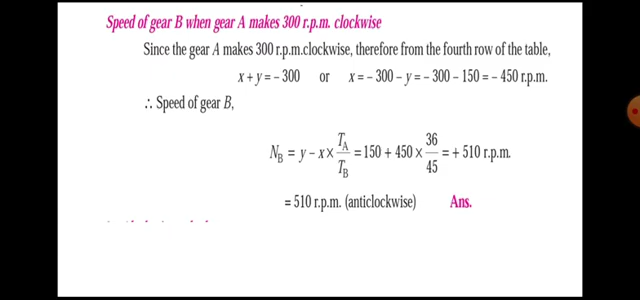 Speed of gear B when gear A makes 300 r.p.m. clockwise
Since the gear A makes 300 r.p.m.clockwise, therefore from the fourth row of the table,
x + y = – 300 or x = – 300 – y = – 300 – 150 = – 450 r.p.m.
∴ Speed of gear B,
N_B = y – x × T_A/T_B = 150 + 450 × 36/45 = + 510 r.p.m.
= 510 r.p.m. (anticlockwise) Ans.